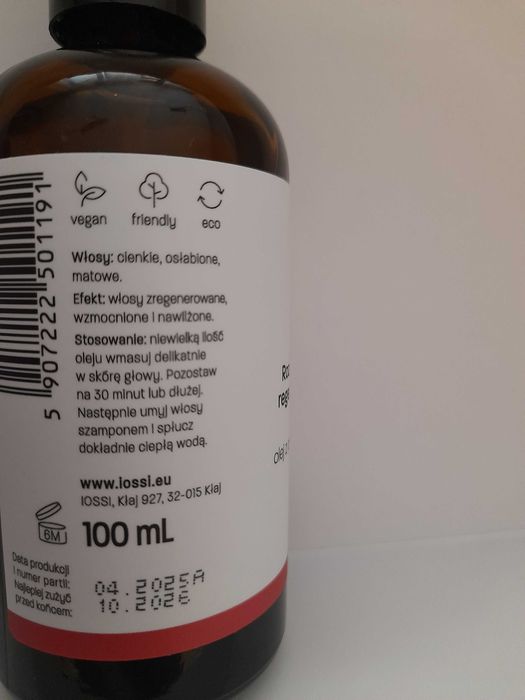 vegan friendly eco
Włosy: cienkie, osłabione,
matowe.
Efekt: włosy zregenerowane,
wzmocnione i nawilżone.
Stosowanie: niewielką ilość
oleju wmasuj delikatnie
w skórę głowy. Pozostaw
na 30 minut lub dłużej.
Następnie umyj włosy
szamponem i spłucz
dokładnie ciepłą wodą.
www.iossi.eu
IOSSI, Kłaj 927, 32-015 Kłaj
6M 100 mL
Data produkcji
i numer partii:
Najlepiej zużyć
przed końcem:
04.2025A
10.2026
5 907222 501191
olej